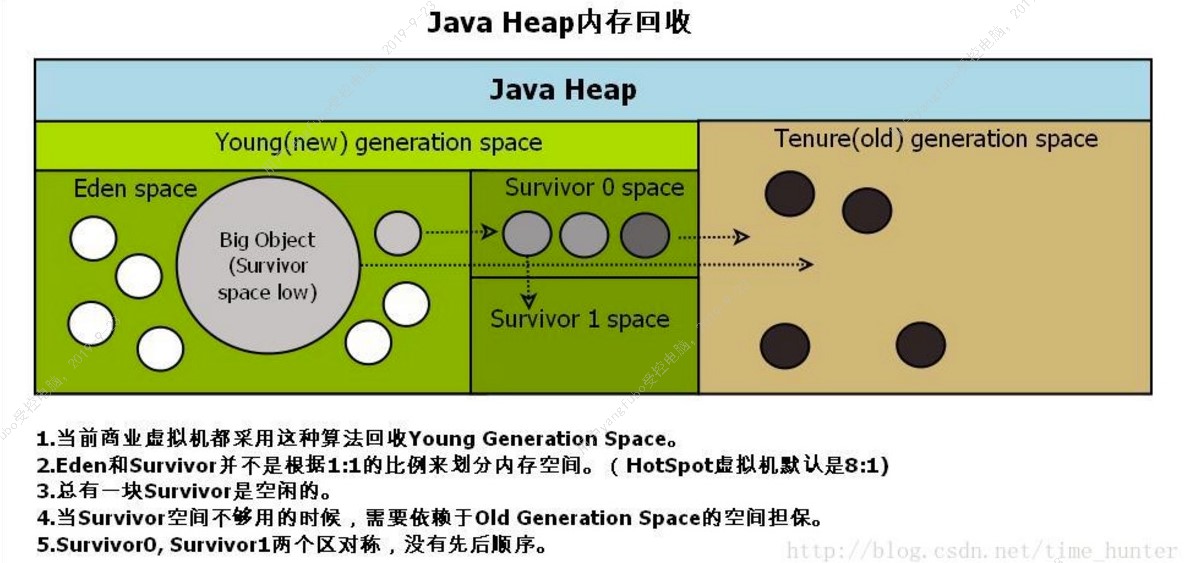 Java Heap内存回收
Java Heap
Young(new) generation space
Tenure(old) generation space
Eden space
Survivor 0 space
Big Object
(Survivor
space low)
Survivor 1 space
1.当前商业虚拟机都采用这种算法回收Young Generation Space。
2.Eden和Survivor并不是根据1:1的比例来划分内存空间。（HotSpot虚拟机默认是8:1)
3.总有一块Survivor是空闲的。
4.当Survivor空间不够用的时候，需要依赖于Old Generation Space的空间担保。
5.Survivor0, Survivor1两个区对称，没有先后顺序。
http://blog.csdn.net/time_hunter